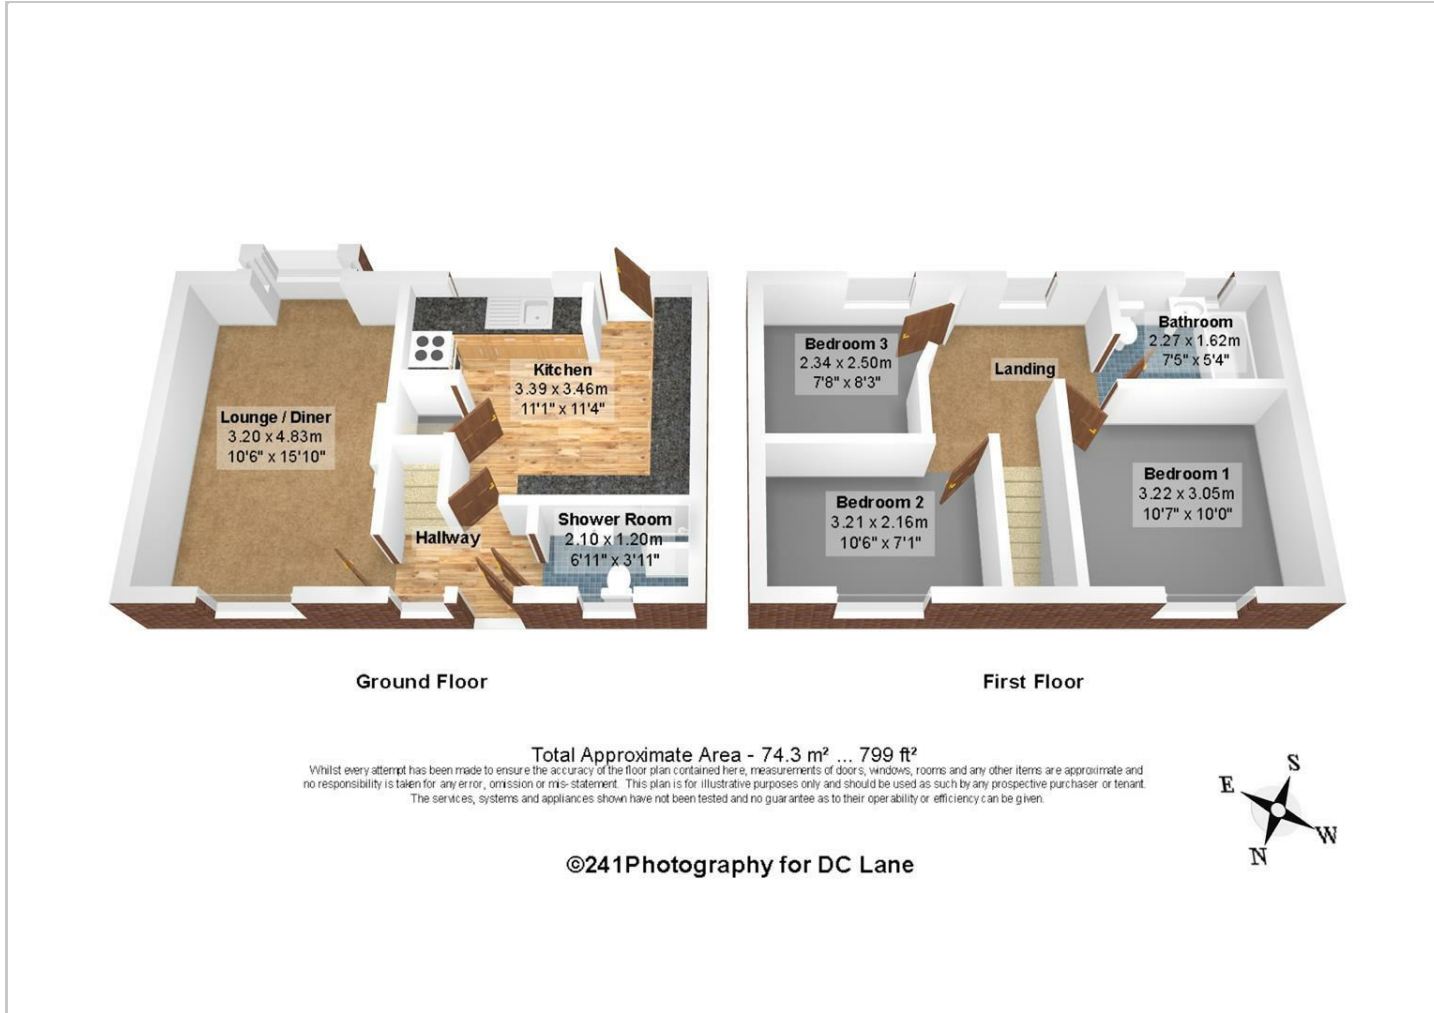 Lounge / Diner
3.20 x 4.83m
10'6" x 15'10"
Kitchen
3.39 x 3.46m
11'1" x 11'4"
Hallway
Shower Room
2.10 x 1.20m
6'11" x 3'11"
Bedroom 3
2.34 x 2.50m
7'8" x 8'3"
Landing
Bathroom
2.27 x 1.62m
7'5" x 5'4"
Bedroom 2
3.21 x 2.16m
10'6" x 7'1"
Bedroom 1
3.22 x 3.05m
10'7" x 10'0"
Ground Floor
First Floor
Total Approximate Area - 74.3 m² ... 799 ft²
Whilst every attempt has been made to ensure the accuracy of the floor plan contained here, measurements of doors, windows, rooms and any other items are approximate and
no responsibility is taken for any error, omission or mis-statement. This plan is for illustrative purposes only and should be used as such by any prospective purchaser or tenant.
The services, systems and appliances shown have not been tested and no guarantee as to their operability or efficiency can be given.
©241Photography for DC Lane
S
E
W
N